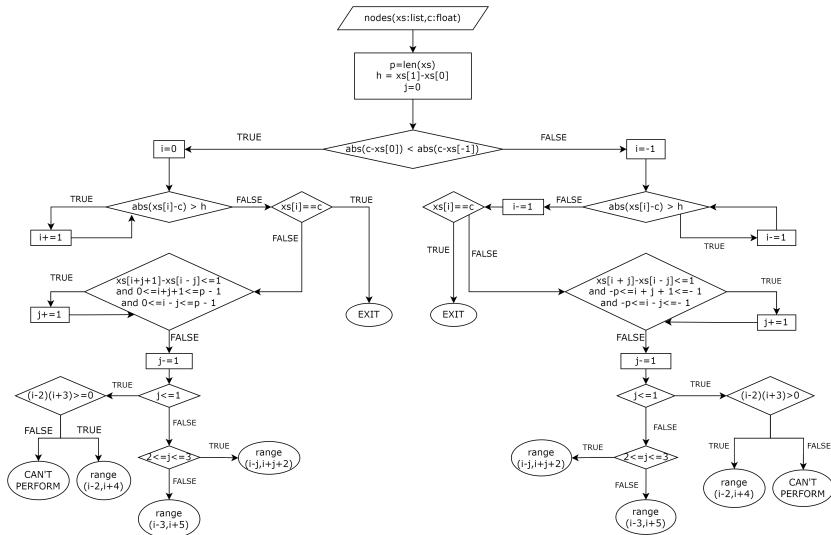 nodes(xs:list,c:float)
p=len(xs)
h = xs[1]-xs[0]
j=0
TRUE
abs(c-xs[0]) < abs(c-xs[-1])
FALSE
i=0
i=-1
TRUE
abs(xs[i]-c) > h
FALSE
xs[i]==c
TRUE
i+=1
FALSE
xs[i]==c
i-=1
FALSE
abs(xs[i]-c) > h
TRUE
i-=1
TRUE
FALSE
TRUE
xs[i+j+1]-xs[i - j]<=1
and 0<=i+j+1<=p - 1
and 0<=i - j<=p - 1
j+=1
EXIT
EXIT
xs[i + j]-xs[i - j]<=1
and -p<=i + j + 1<=- 1
and -p<=i - j<=- 1
TRUE
j+=1
FALSE
FALSE
j-=1
j-=1
(i-2)(i+3)>=0
TRUE
j<=1
j<=1
TRUE
(i-2)(i+3)>0
FALSE
TRUE
FALSE
FALSE
TRUE
FALSE
CAN'T
PERFORM
range
(i-2,i+4)
2<=j<=3
TRUE
range
(i-j,i+j+2)
range
(i-j,i+j+2)
TRUE
2<=j<=3
range
(i-2,i+4)
CAN'T
PERFORM
FALSE
FALSE
range
(i-3,i+5)
range
(i-3,i+5)